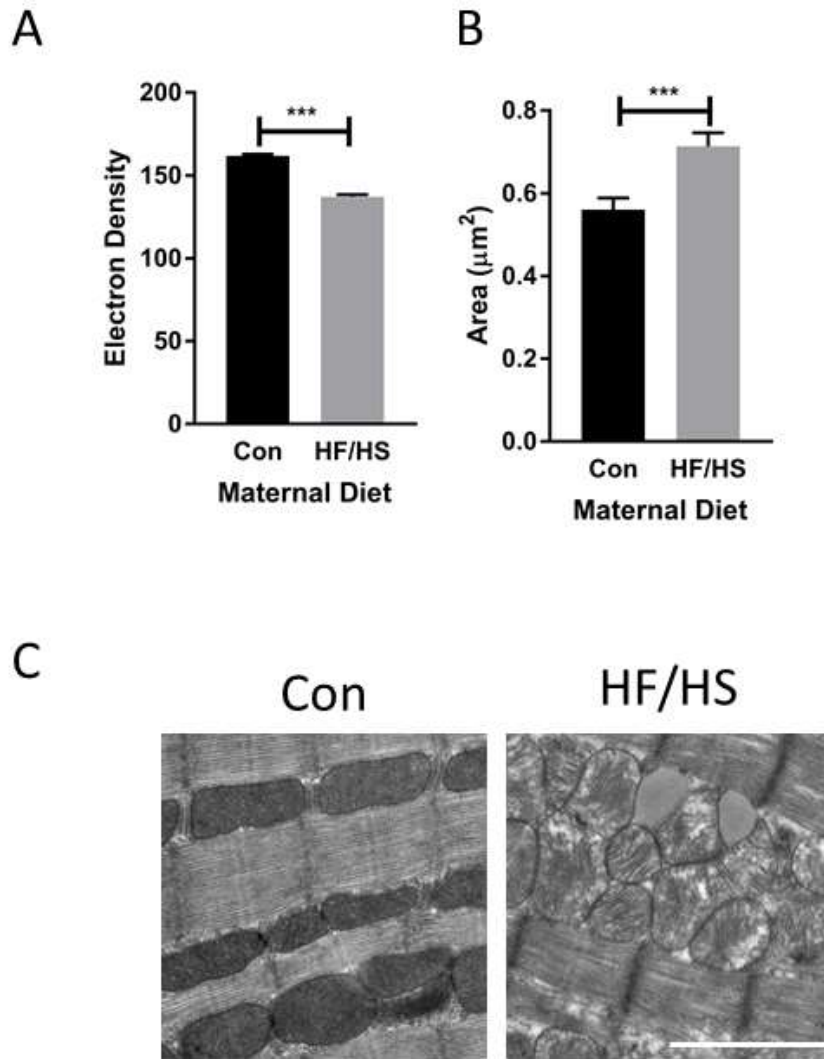 A
B
200
150
100
50
0
Electron Density
***
Con HF/HS
Maternal Diet
0.8
0.6
0.4
0.2
0.0
Area (μm²)
***
Con HF/HS
Maternal Diet
C
Con
HF/HS